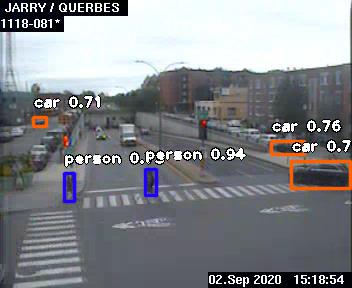 JARRY / QUERBES
1118-081*
car 0.71
car 0.76
car 0.7
person 0.
person 0.94
02.Sep 2020 15:18:54